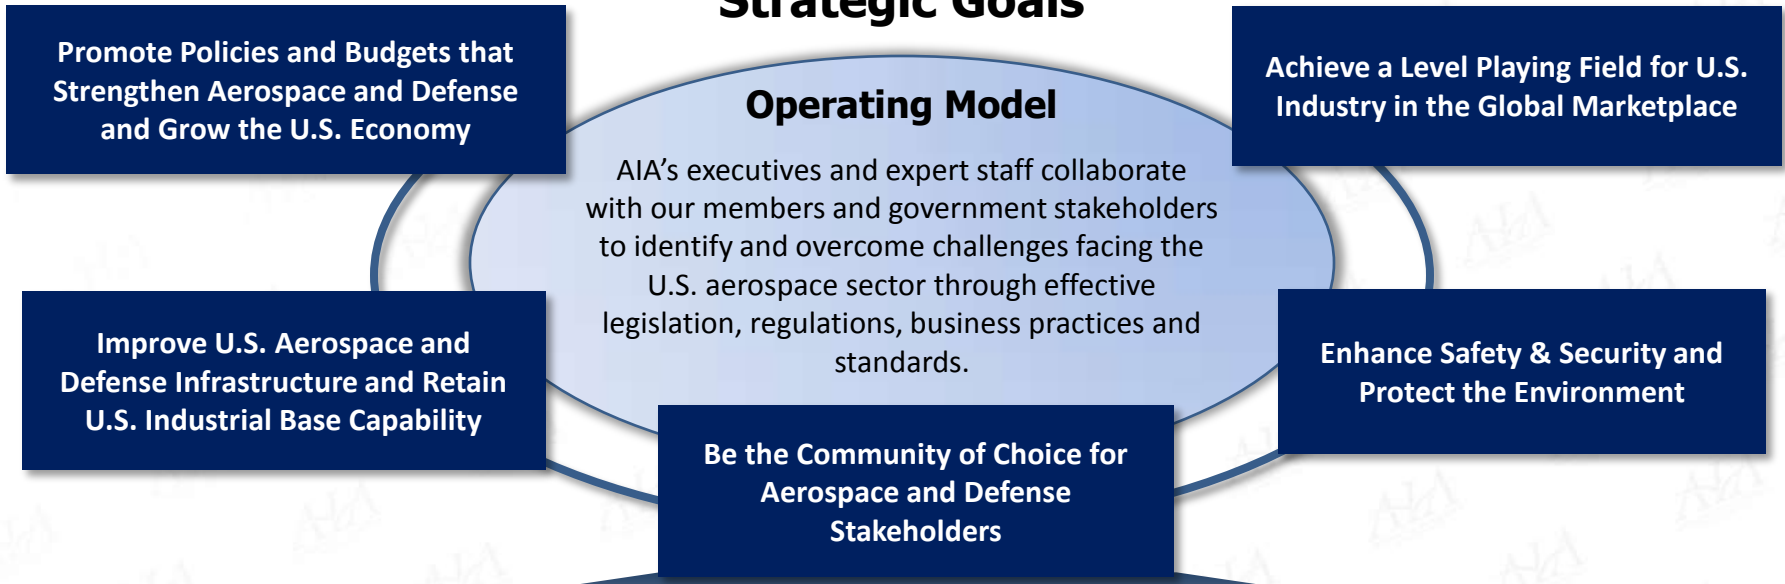 Strategic Goals
Promote Policies and Budgets that
Strengthen Aerospace and Defense
and Grow the U.S. Economy
Achieve a Level Playing Field for U.S.
Industry in the Global Marketplace
Operating Model
AIA’s executives and expert staff collaborate
with our members and government stakeholders
to identify and overcome challenges facing the
U.S. aerospace sector through effective
legislation, regulations, business practices and
standards.
Improve U.S. Aerospace and
Defense Infrastructure and Retain
U.S. Industrial Base Capability
Enhance Safety & Security and
Protect the Environment
Be the Community of Choice for
Aerospace and Defense
Stakeholders